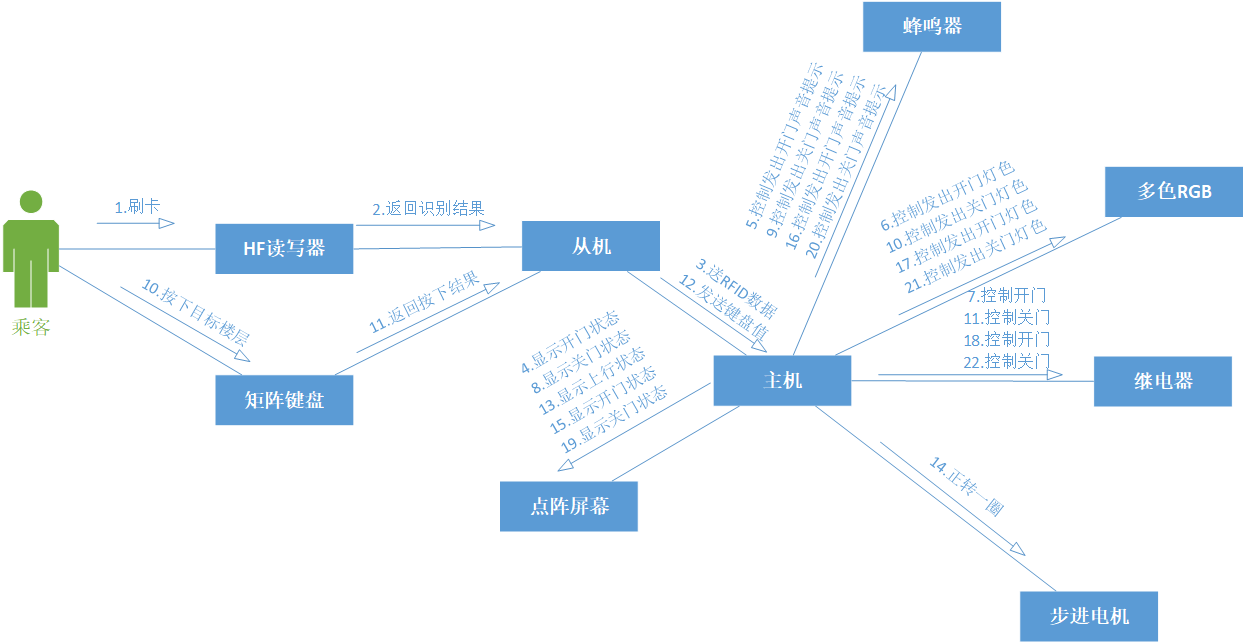 蜂鸣器
5.控制发出开门声音提示
9.控制发出关门声音提示
16.控制发出开门声音提示
20.控制发出关门声音提示
多色RGB
6.控制发出开门灯色
10.控制发出关门灯色
17.控制发出开门灯色
21.控制发出关门灯色
1.刷卡
2.返回识别结果
HF读写器
从机
乘客
3.送RFID数据
12.发送键盘值
10.按下目标楼层
11.返回按下结果
7.控制开门
11.控制关门
18.控制开门
22.控制关门
4.显示开门状态
8.显示关门状态
13.显示上行状态
15.显示开门状态
19.显示关门状态
主机
继电器
矩阵键盘
点阵屏幕
14.正转一圈
步进电机